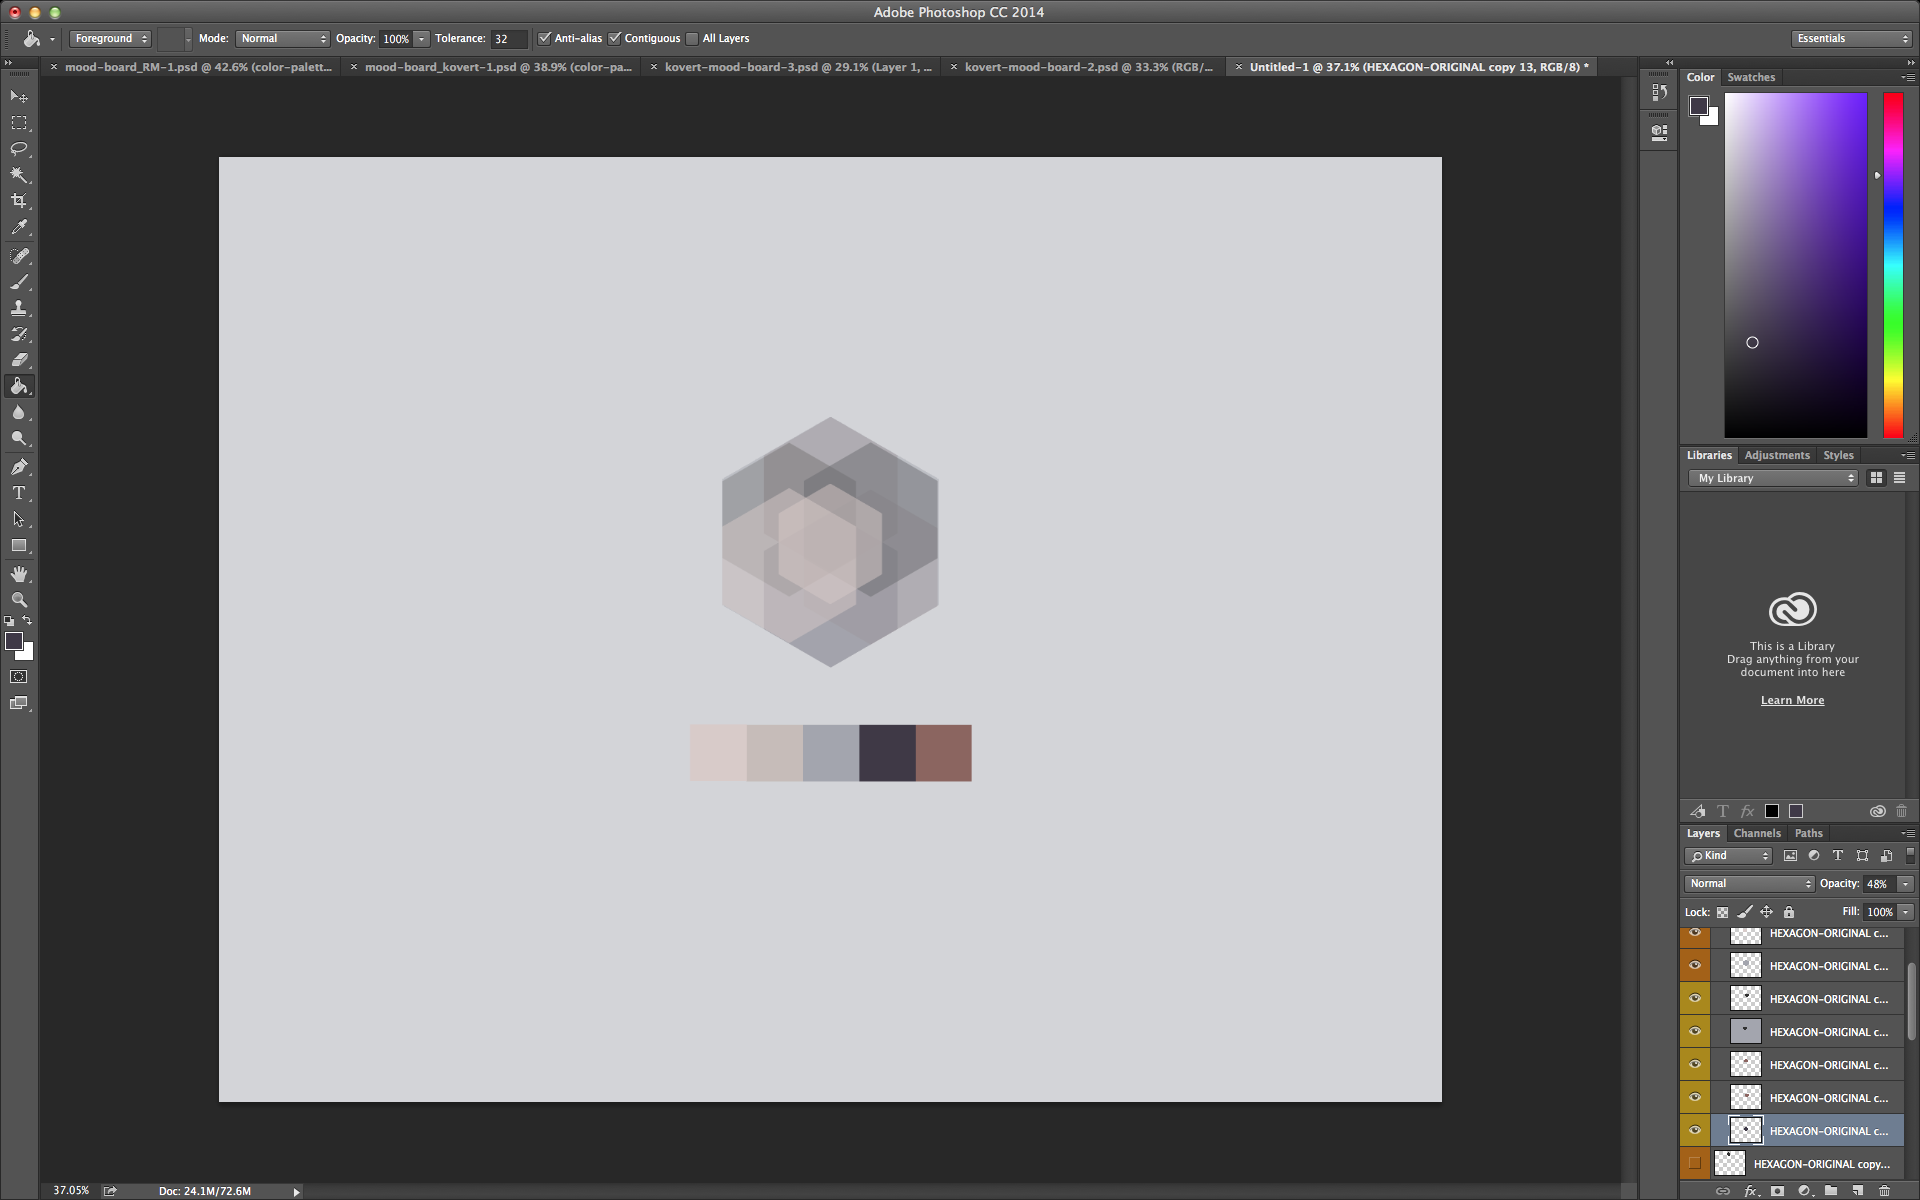 Adobe Photoshop CC 2014
Foreground Mode: Normal Opacity: 100% Tolerance: 32 Anti-alias Contiguous All Layers Essentials
mood-board_RM-1.psd @ 42.6% (color-palett... mood-board_kovert-1.psd @ 38.9% (color-pa... kovert-mood-board-3.psd @ 29.1% (Layer 1, ... kovert-mood-board-2.psd @ 33.3% (RGB/... Untitled-1 @ 37.1% (HEXAGON-ORIGINAL copy 13, RGB/8) *
Color Swatches
Libraries Adjustments Styles
My Library
This is a Library
Drag anything from your
document into here
Learn More
Layers Channels Paths
Kind
Normal Opacity: 48%
Lock: Fill: 100%
HEXAGON-ORIGINAL c...
HEXAGON-ORIGINAL c...
HEXAGON-ORIGINAL c...
HEXAGON-ORIGINAL c...
HEXAGON-ORIGINAL c...
HEXAGON-ORIGINAL c...
HEXAGON-ORIGINAL c...
HEXAGON-ORIGINAL copy...
37.05% Doc: 24.1M/72.6M